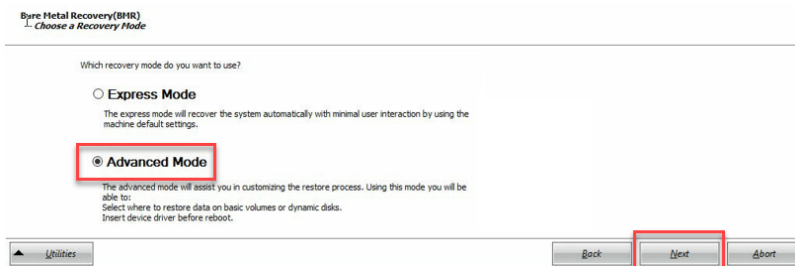 Bare Metal Recovery(BMR)
- Choose a Recovery Mode
Which recovery mode do you want to use?
Express Mode
The express mode will recover the system automatically with minimal user interaction by using the
machine default settings.
Advanced Mode
The advanced mode will assist you in customizing the restore process. Using this mode you will be
able to:
Select where to restore data on basic volumes or dynamic disks.
Insert device driver before reboot.
Utilities
Back
Next
Abort